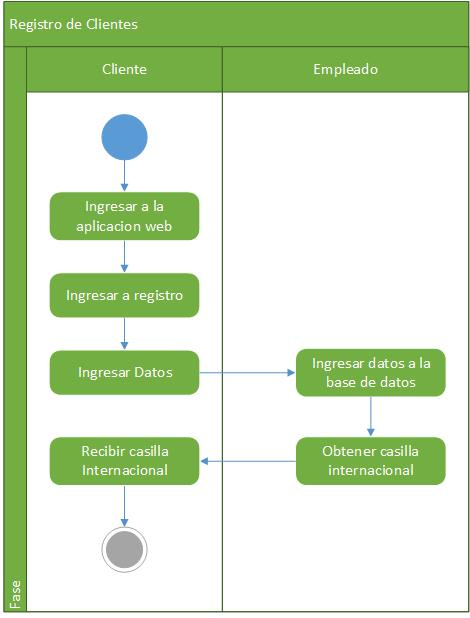 Registro de Clientes
Cliente
Empleado
Ingresar a la
aplicacion web
Ingresar a registro
Ingresar Datos
Ingresar datos a la
base de datos
Recibir casilla
Internacional
Obtener casilla
internacional
Fase